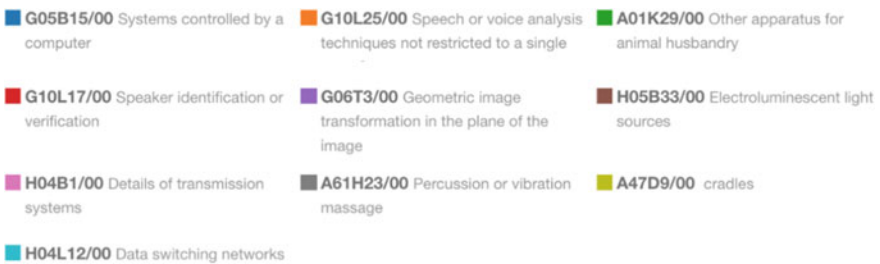 G05B15/00 Systems controlled by a
computer
G10L25/00 Speech or voice analysis
techniques not restricted to a single
A01K29/00 Other apparatus for
animal husbandry
G10L17/00 Speaker identification or
verification
G06T3/00 Geometric image
transformation in the plane of the
image
H05B33/00 Electroluminescent light
sources
H04B1/00 Details of transmission
systems
A61H23/00 Percussion or vibration
massage
A47D9/00 cradles
H04L12/00 Data switching networks